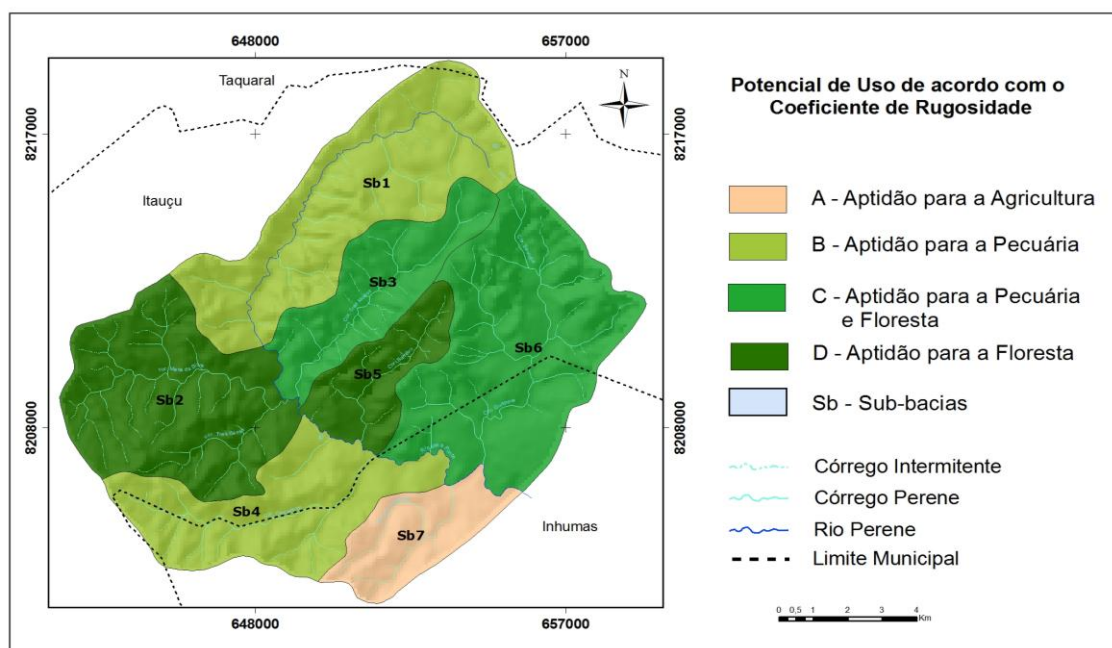 648000
657000
Taquaral
N
8217000
8217000
Itauçu
Sb1
Sb3
Sb6
Sb5
Sb2
8208000
8208000
Sb4
Sb7
Inhumas
648000
657000
Potencial de Uso de acordo com o
Coeficiente de Rugosidade
A - Aptidão para a Agricultura
B - Aptidão para a Pecuária
C - Aptidão para a Pecuária
e Floresta
D - Aptidão para a Floresta
Sb - Sub-bacias
Córrego Intermitente
Córrego Perene
Rio Perene
Limite Municipal
0 0,5 1 2 3 4
Km